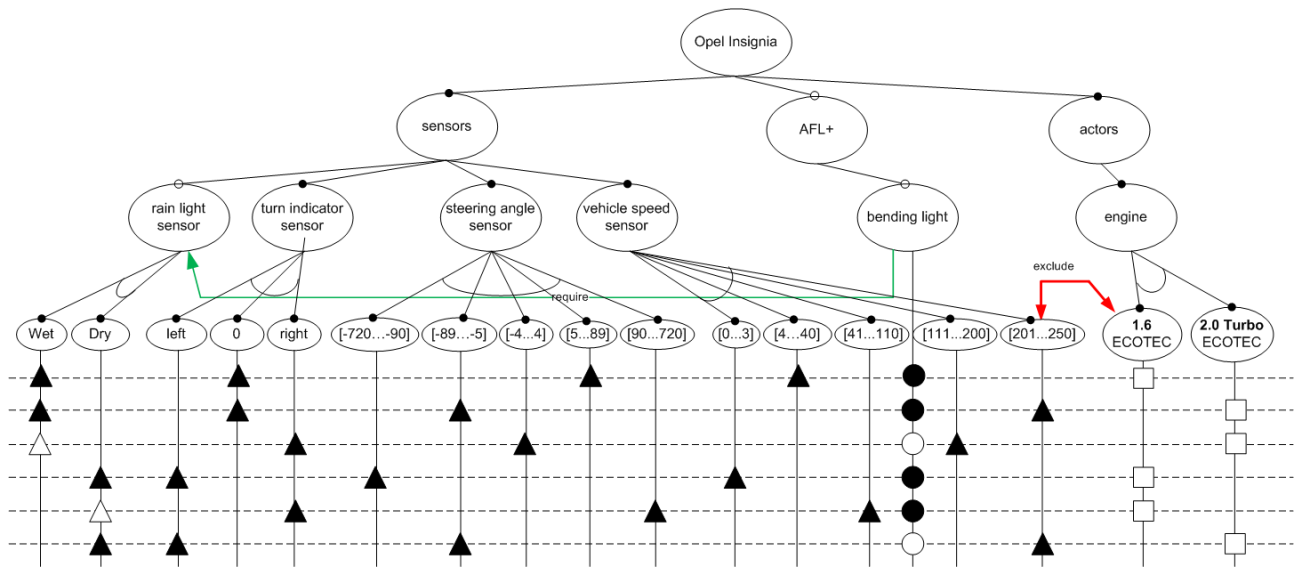 Opel Insignia
sensors
AFL+
actors
rain light
sensor
turn indicator
sensor
steering angle
sensor
vehicle speed
sensor
bending light
engine
exclude
require
Wet
Dry
left
0
right
[-720...-90]
[-89...-5]
[-4...4]
[5...89]
[90...720]
[0...3]
[4...40]
[41...110]
[111...200]
[201...250]
1.6
ECOTEC
2.0 Turbo
ECOTEC